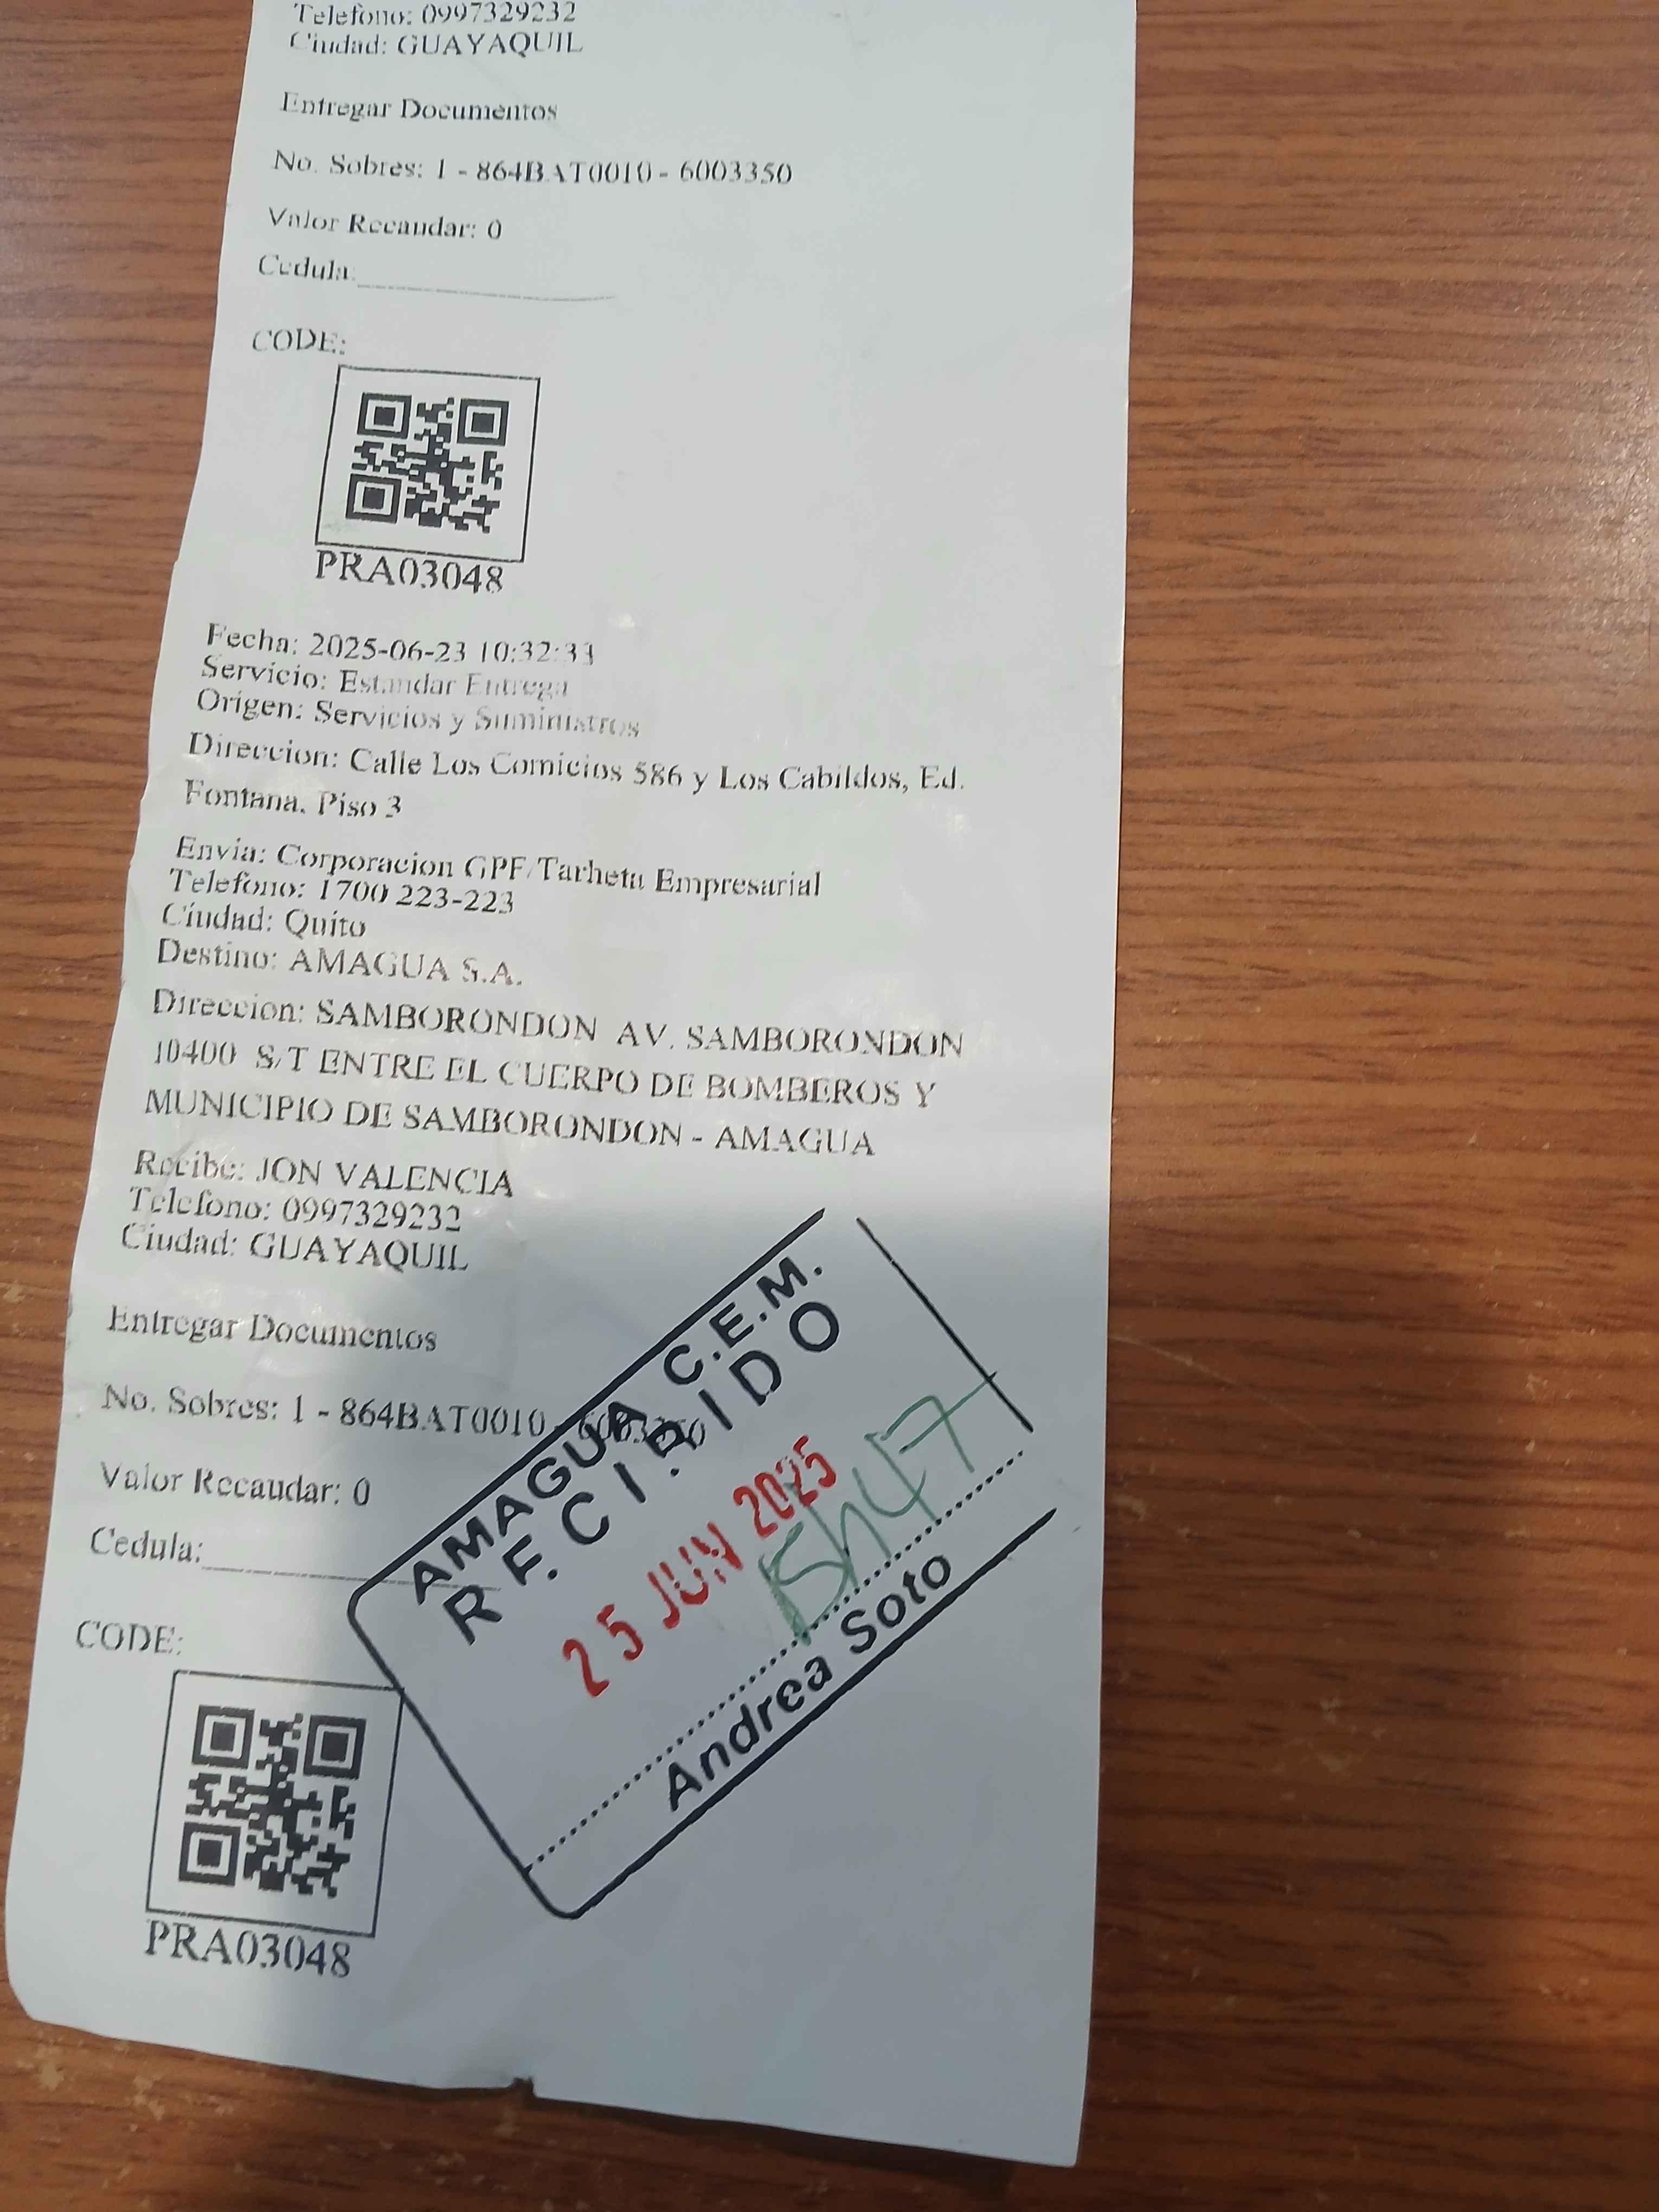 Telefono: 0997329232
Ciudad: GUAYAQUIL
Entregar Documentos
No. Sobres: 1 - 864BAT0010 - 6003350
Valor Recaudar: 0
Cedula:
CODE:
PRA03048
Fecha: 2025-06-23 10:32:33
Servicio: Estandar Entrega
Origen: Servicios y Suministros
Direccion: Calle Los Comicios 586 y Los Cabildos, Ed.
Fontana, Piso 3
Envia: Corporacion GPF/Tarheta Empresarial
Telefono: 1700 223-223
Ciudad: Quito
Destino: AMAGUA S.A.
Direccion: SAMBORONDON AV. SAMBORONDON
10400 S/T ENTRE EL CUERPO DE BOMBEROS Y
MUNICIPIO DE SAMBORONDON - AMAGUA
Recibe: JON VALENCIA
Telefono: 0997329232
Ciudad: GUAYAQUIL
Entregar Documentos
No. Sobres: 1 - 864BAT0010 - 6003350
Valor Recaudar: 0
Cedula:
CODE:
PRA03048
AMAGUA C.E.M.
RECIBIDO
25 JUN 2025
15h47
Andrea Soto